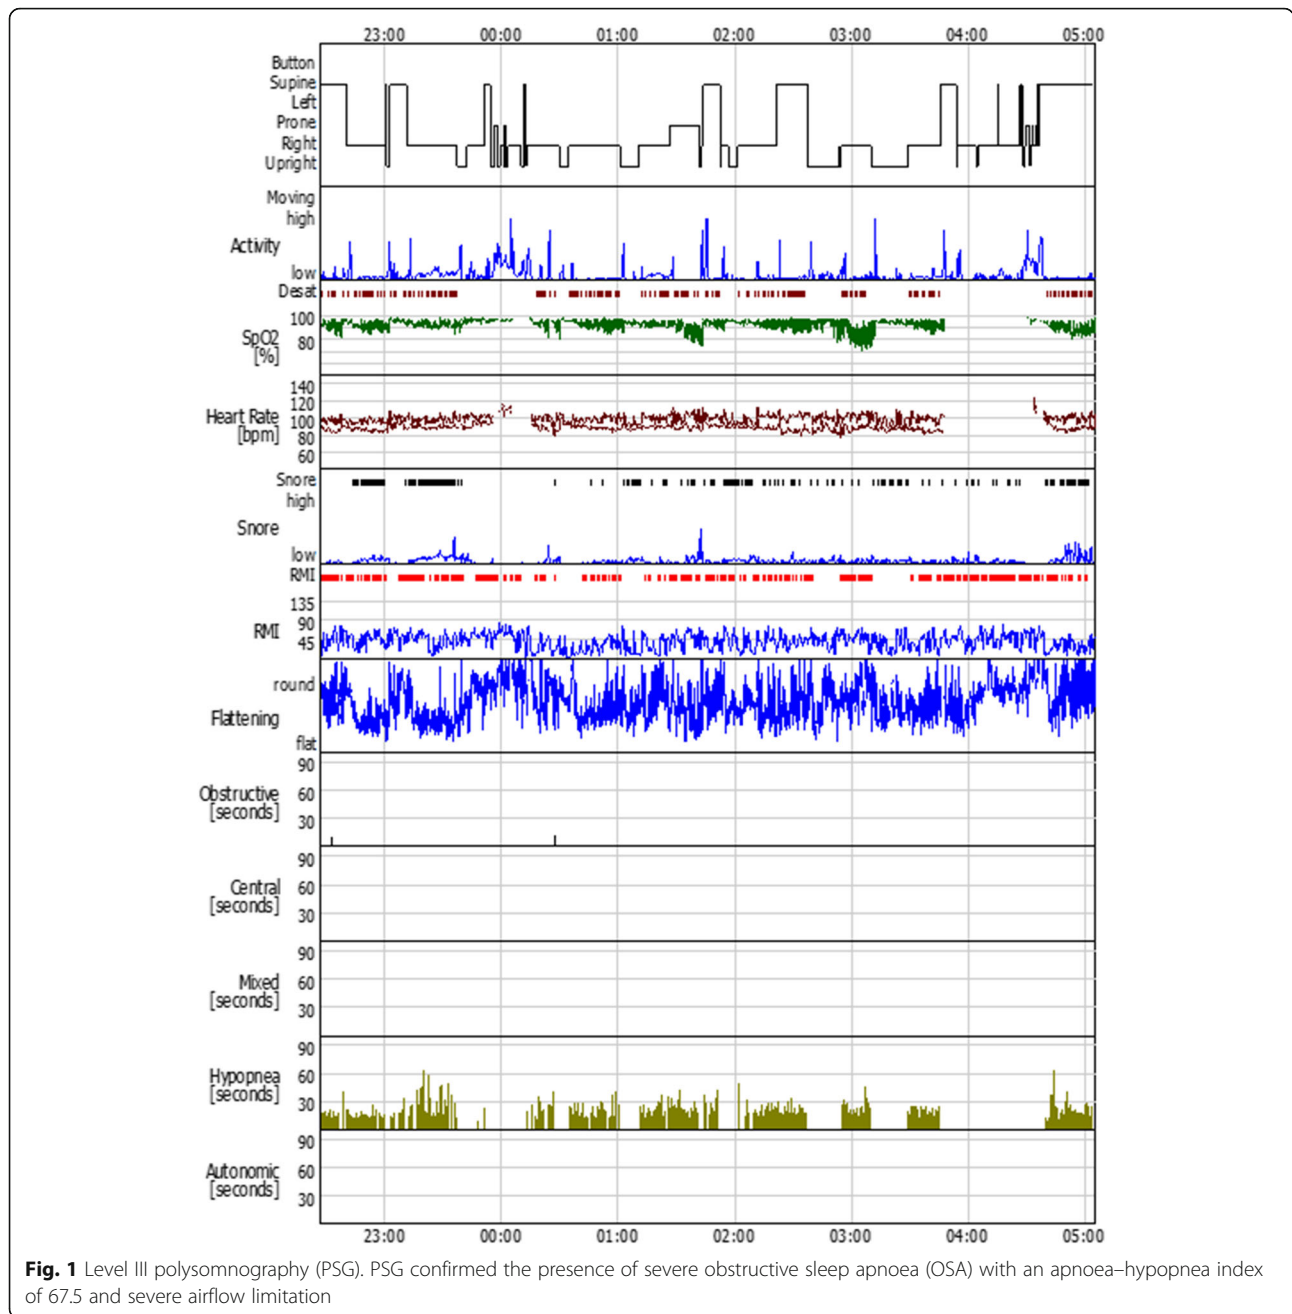 23:00 00:00 01:00 02:00 03:00 04:00 05:00
Button
Supine
Left
Prone
Right
Upright
Moving
high
Activity
low
Desat
100
SpO2
80
[%]
140
120
Heart Rate
100
[bpm]
80
60
Snore
high
Snore
low
RMI
135
90
RMI
45
round
Flattening
flat
90
Obstructive
60
[seconds]
30
90
Central
60
[seconds]
30
90
Mixed
60
[seconds]
30
90
Hypopnea
60
[seconds]
30
90
Autonomic
60
[seconds]
30
23:00 00:00 01:00 02:00 03:00 04:00 05:00
Fig. 1 Level III polysomnography (PSG). PSG confirmed the presence of severe obstructive sleep apnoea (OSA) with an apnoea–hypopnea index
of 67.5 and severe airflow limitation